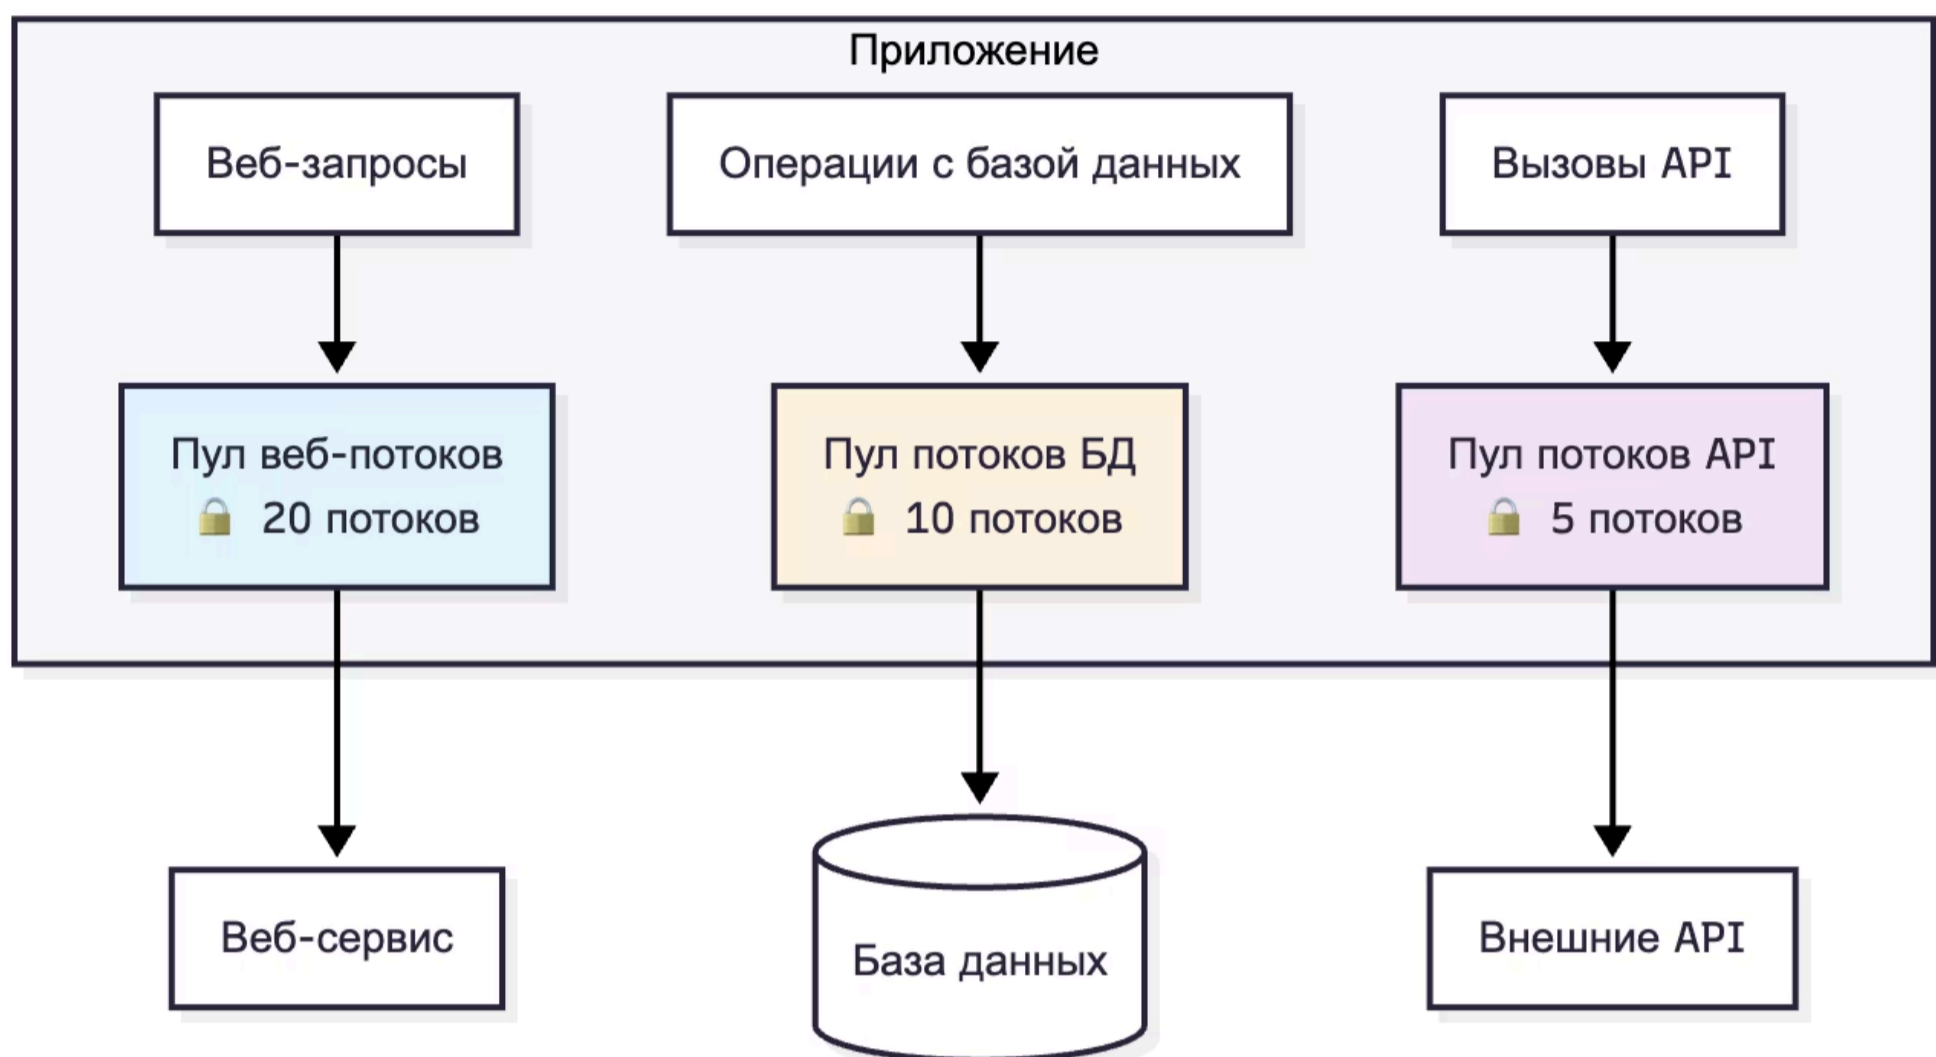 Приложение
Веб-запросы
Операции с базой данных
Вызовы API
Пул веб-потоков
🔒 20 потоков
Пул потоков БД
🔒 10 потоков
Пул потоков API
🔒 5 потоков
Веб-сервис
База данных
Внешние API